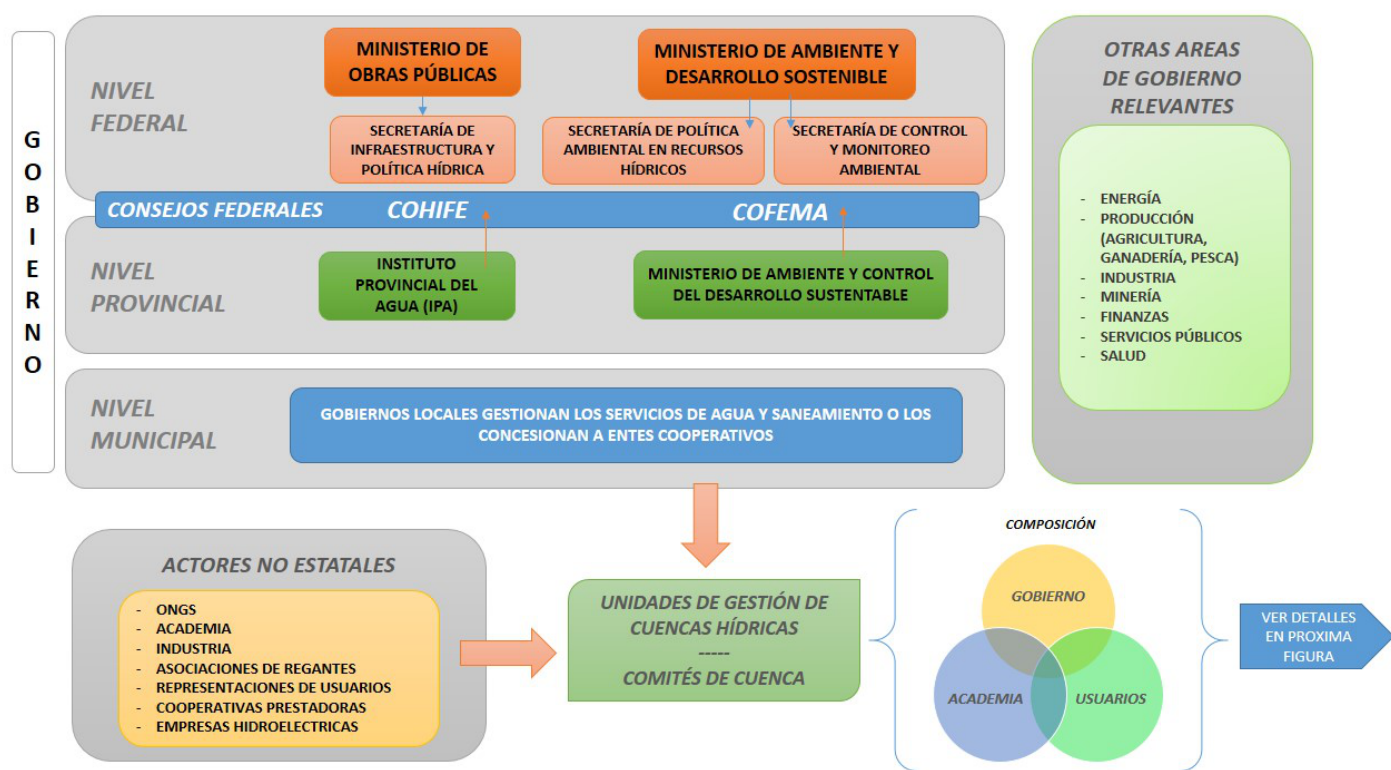 GOBIERNO
NIVEL
FEDERAL
MINISTERIO DE
OBRAS PÚBLICAS
MINISTERIO DE AMBIENTE Y
DESARROLLO SOSTENIBLE
SECRETARÍA DE
INFRAESTRUCTURA Y
POLÍTICA HÍDRICA
SECRETARÍA DE POLÍTICA
AMBIENTAL EN RECURSOS
HÍDRICOS
SECRETARÍA DE CONTROL
Y MONITOREO
AMBIENTAL
CONSEJOS FEDERALES COHIFE COFEMA
NIVEL
PROVINCIAL
INSTITUTO
PROVINCIAL DEL
AGUA (IPA)
MINISTERIO DE AMBIENTE Y CONTROL
DEL DESARROLLO SUSTENTABLE
NIVEL
MUNICIPAL
GOBIERNOS LOCALES GESTIONAN LOS SERVICIOS DE AGUA Y SANEAMIENTO O LOS
CONCESIONAN A ENTES COOPERATIVOS
OTRAS AREAS
DE GOBIERNO
RELEVANTES
- ENERGÍA
- PRODUCCIÓN
(AGRICULTURA,
GANADERÍA, PESCA)
- INDUSTRIA
- MINERÍA
- FINANZAS
- SERVICIOS PÚBLICOS
- SALUD
ACTORES NO ESTATALES
- ONGS
- ACADEMIA
- INDUSTRIA
- ASOCIACIONES DE REGANTES
- REPRESENTACIONES DE USUARIOS
- COOPERATIVAS PRESTADORAS
- EMPRESAS HIDROELECTRICAS
UNIDADES DE GESTIÓN DE
CUENCAS HÍDRICAS
-----
COMITÉS DE CUENCA
COMPOSICIÓN
GOBIERNO
ACADEMIA
USUARIOS
VER DETALLES
EN PROXIMA
FIGURA